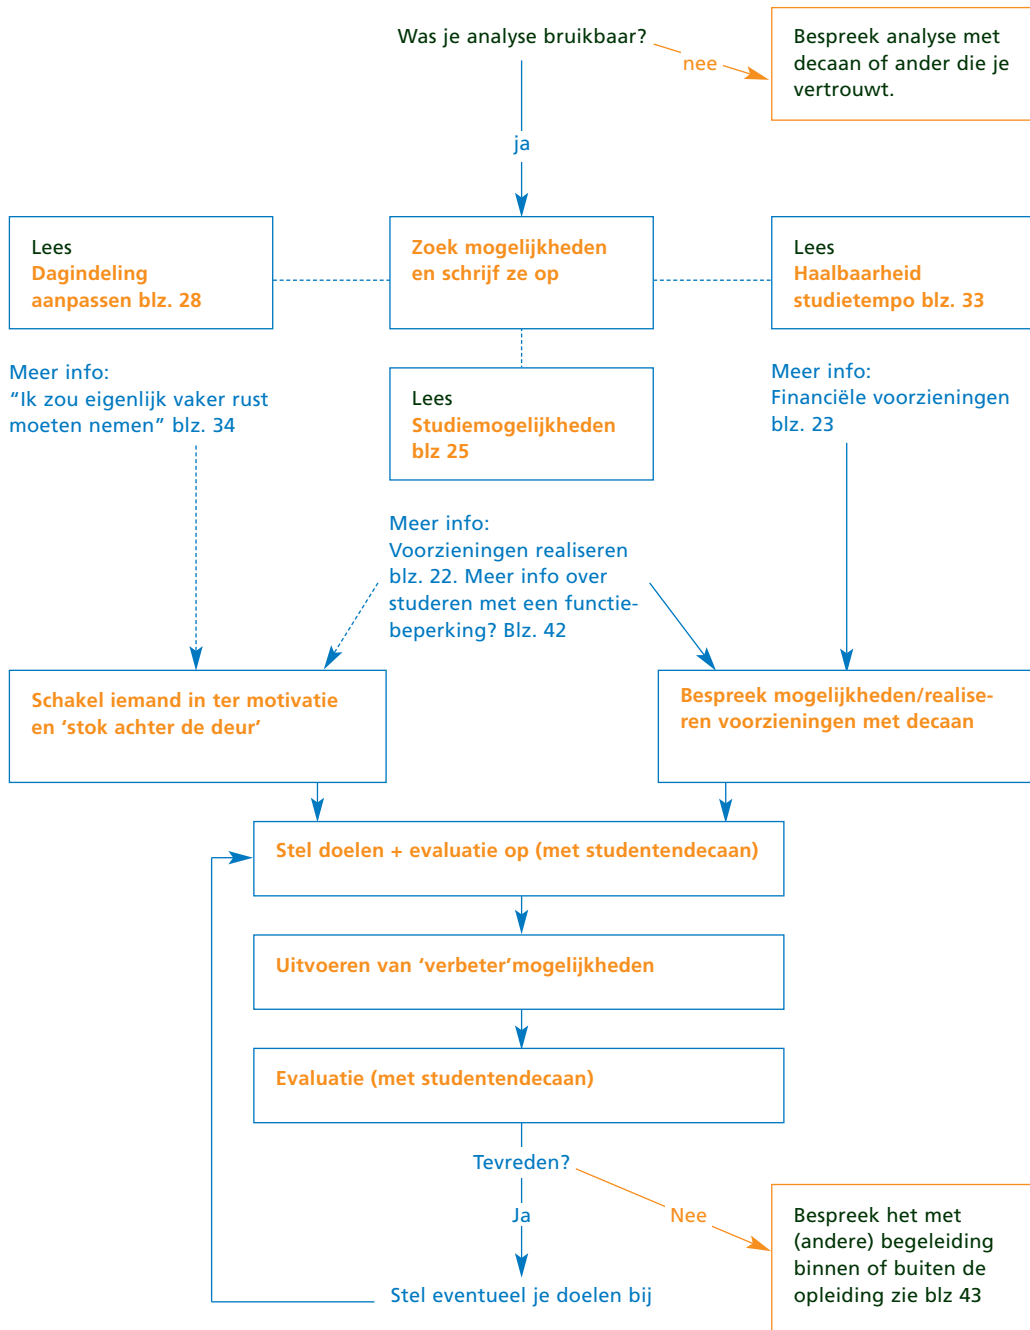 Was je analyse bruikbaar?
nee
Bespreek analyse met
decaan of ander die je
vertrouwt.
ja
Lees
Dagindeling
aanpassen blz. 28
Zoek mogelijkheden
en schrijf ze op
Lees
Haalbaarheid
studietempo blz. 33
Meer info:
“Ik zou eigenlijk vaker rust
moeten nemen” blz. 34
Lees
Studiemogelijkheden
blz 25
Meer info:
Financiële voorzieningen
blz. 23
Meer info:
Voorzieningen realiseren
blz. 22. Meer info over
studeren met een functie-
beperking? Blz. 42
Schakel iemand in ter motivatie
en ‘stok achter de deur’
Bespreek mogelijkheden/realise-
ren voorzieningen met decaan
Stel doelen + evaluatie op (met studentendecaan)
Uitvoeren van ‘verbeter’mogelijkheden
Evaluatie (met studentendecaan)
Tevreden?
Ja
Nee
Bespreek het met
(andere) begeleiding
binnen of buiten de
opleiding zie blz 43
Stel eventueel je doelen bij